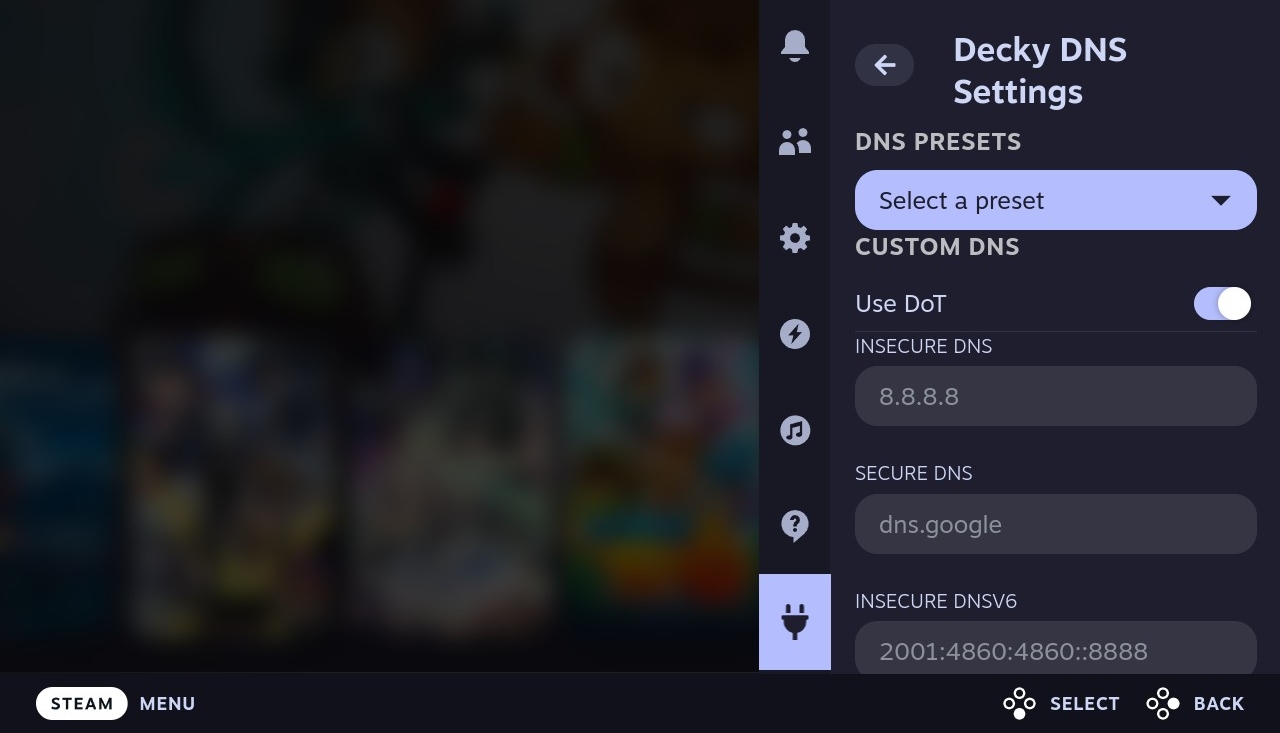 Decky DNS
Settings
DNS PRESETS
Select a preset
CUSTOM DNS
Use DoT
INSECURE DNS
8.8.8.8
SECURE DNS
dns.google
INSECURE DNSV6
2001:4860:4860::8888
STEAM MENU
SELECT BACK